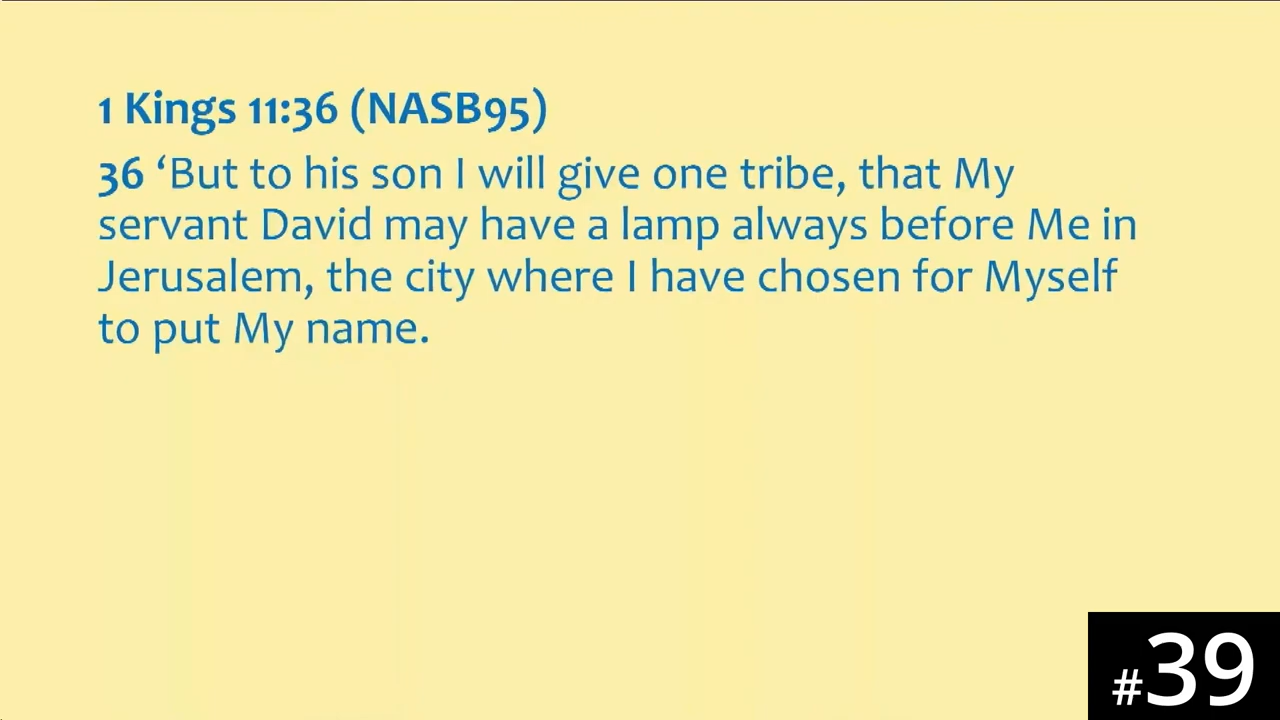 1 Kings 11:36 (NASB95)
36 ‘But to his son I will give one tribe, that My
servant David may have a lamp always before Me in
Jerusalem, the city where I have chosen for Myself
to put My name.
#39